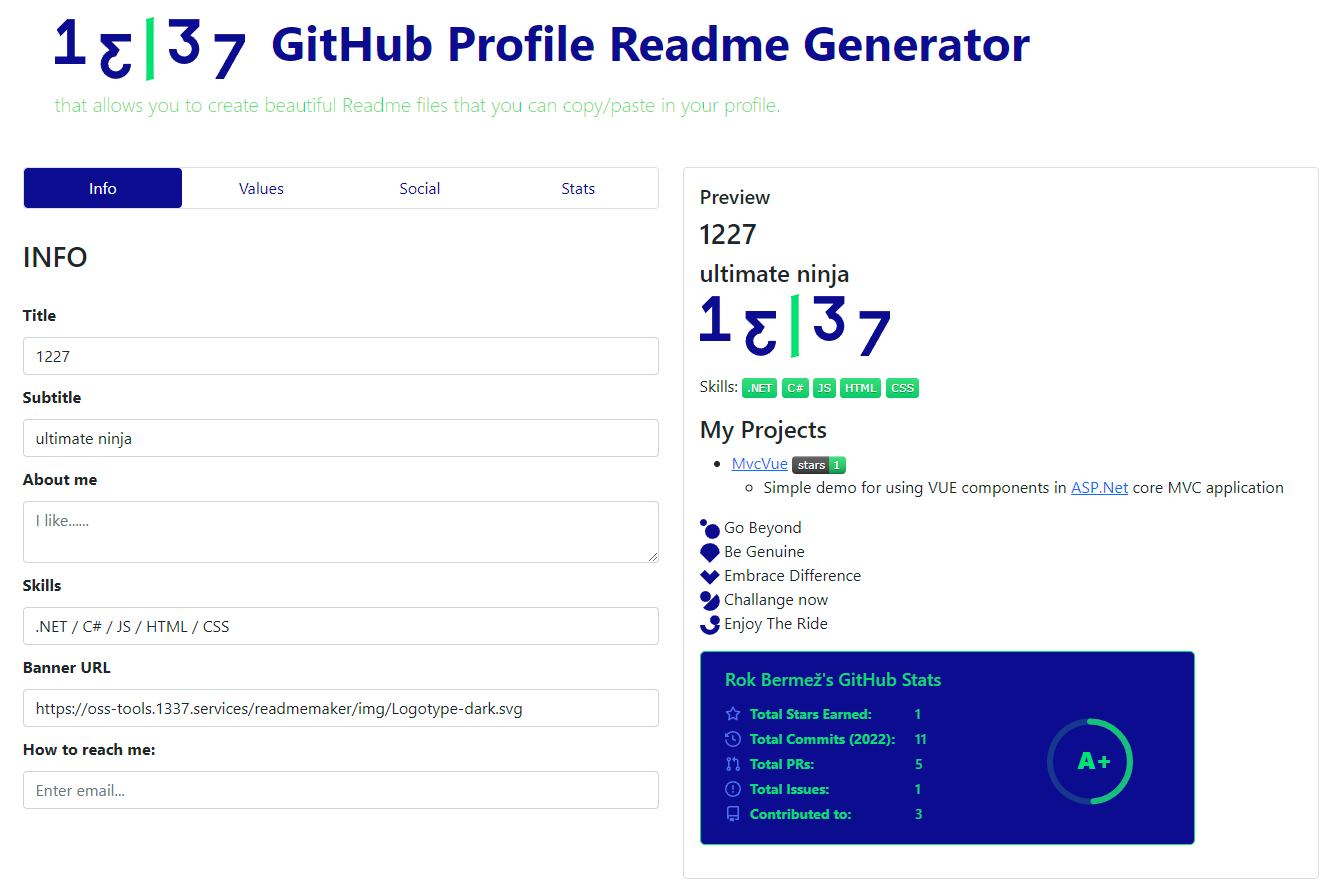 13|37 GitHub Profile Readme Generator
that allows you to create beautiful Readme files that you can copy/paste in your profile.
Info Values Social Stats
INFO
Title
1227
Subtitle
ultimate ninja
About me
I like......
Skills
.NET / C# / JS / HTML / CSS
Banner URL
https://oss-tools.1337.services/readmemaker/img/Logotype-dark.svg
How to reach me:
Enter email...
Preview
1227
ultimate ninja
13|37
Skills: .NET C# JS HTML CSS
My Projects
MvcVue stars 1
Simple demo for using VUE components in ASP.Net core MVC application
Go Beyond
Be Genuine
Embrace Difference
Challange now
Enjoy The Ride
Rok Bermež's GitHub Stats
Total Stars Earned: 1
Total Commits (2022): 11
Total PRs: 5
Total Issues: 1
Contributed to: 3
A+